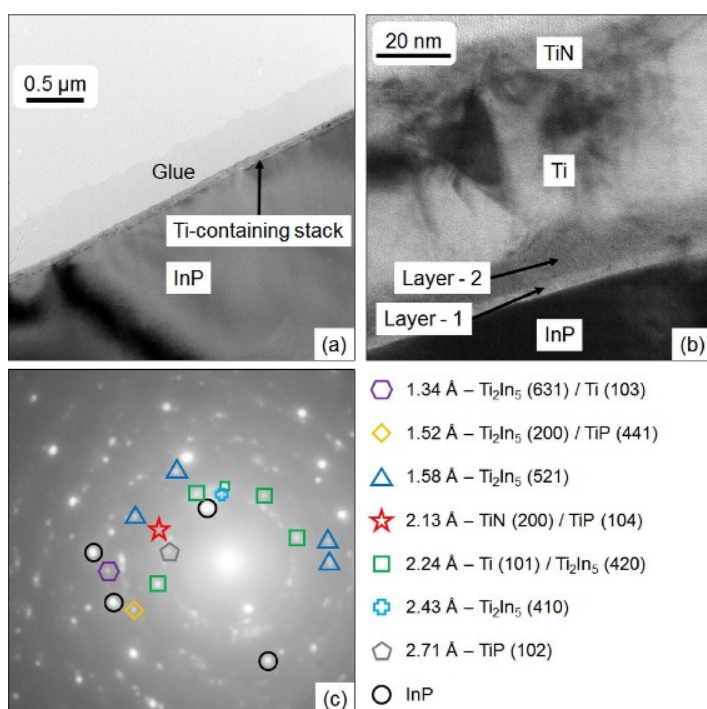 0.5 µm
Glue
Ti-containing stack
InP
(a)
20 nm
TiN
Ti
Layer - 2
Layer - 1
InP
(b)
(c)
1.34 Å – Ti₂In₅ (631) / Ti (103)
1.52 Å – Ti₂In₅ (200) / TiP (441)
1.58 Å – Ti₂In₅ (521)
2.13 Å – TiN (200) / TiP (104)
2.24 Å – Ti (101) / Ti₂In₅ (420)
2.43 Å – Ti₂In₅ (410)
2.71 Å – TiP (102)
InP